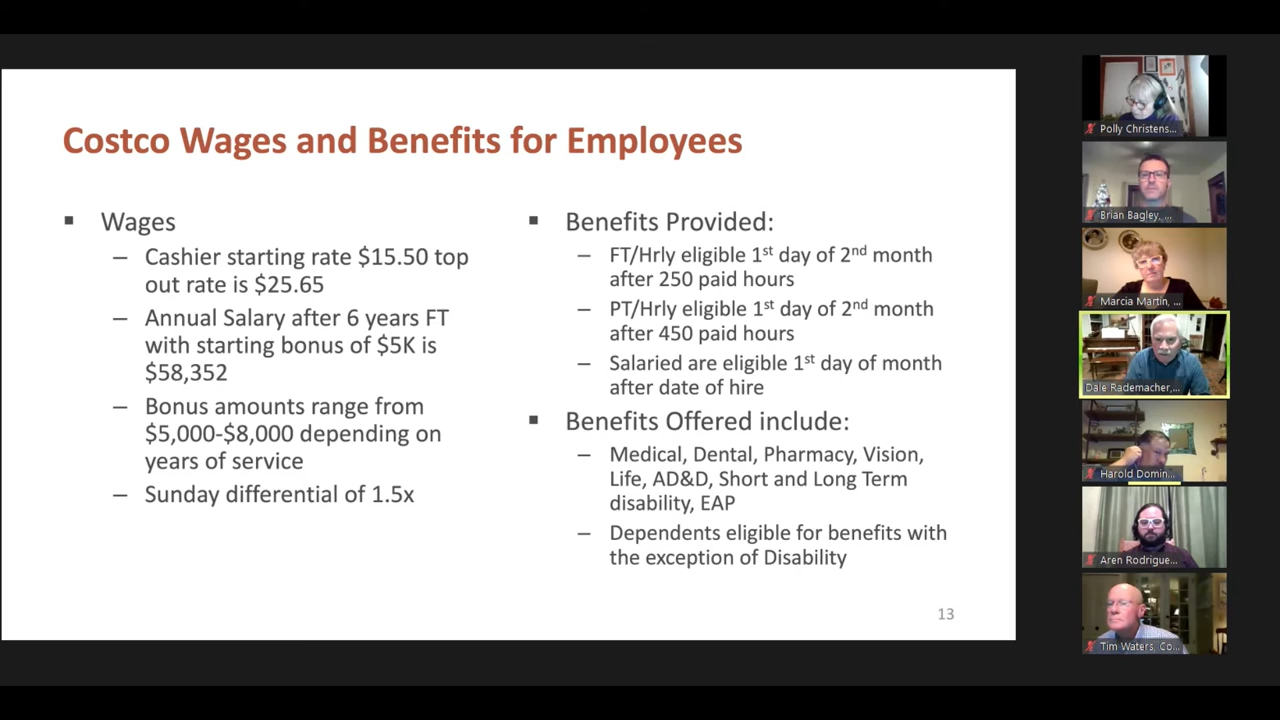 Costco Wages and Benefits for Employees
▪ Wages
– Cashier starting rate $15.50 top
out rate is $25.65
– Annual Salary after 6 years FT
with starting bonus of $5K is
$58,352
– Bonus amounts range from
$5,000-$8,000 depending on
years of service
– Sunday differential of 1.5x
▪ Benefits Provided:
– FT/Hrly eligible 1st day of 2nd month
after 250 paid hours
– PT/Hrly eligible 1st day of 2nd month
after 450 paid hours
– Salaried are eligible 1st day of month
after date of hire
▪ Benefits Offered include:
– Medical, Dental, Pharmacy, Vision,
Life, AD&D, Short and Long Term
disability, EAP
– Dependents eligible for benefits with
the exception of Disability
13
Polly Christens...
Brian Bagley, ...
Marcia Martin, ...
Dale Rademacher,...
Harold Domin...
Aren Rodrigue...
Tim Waters, Co...